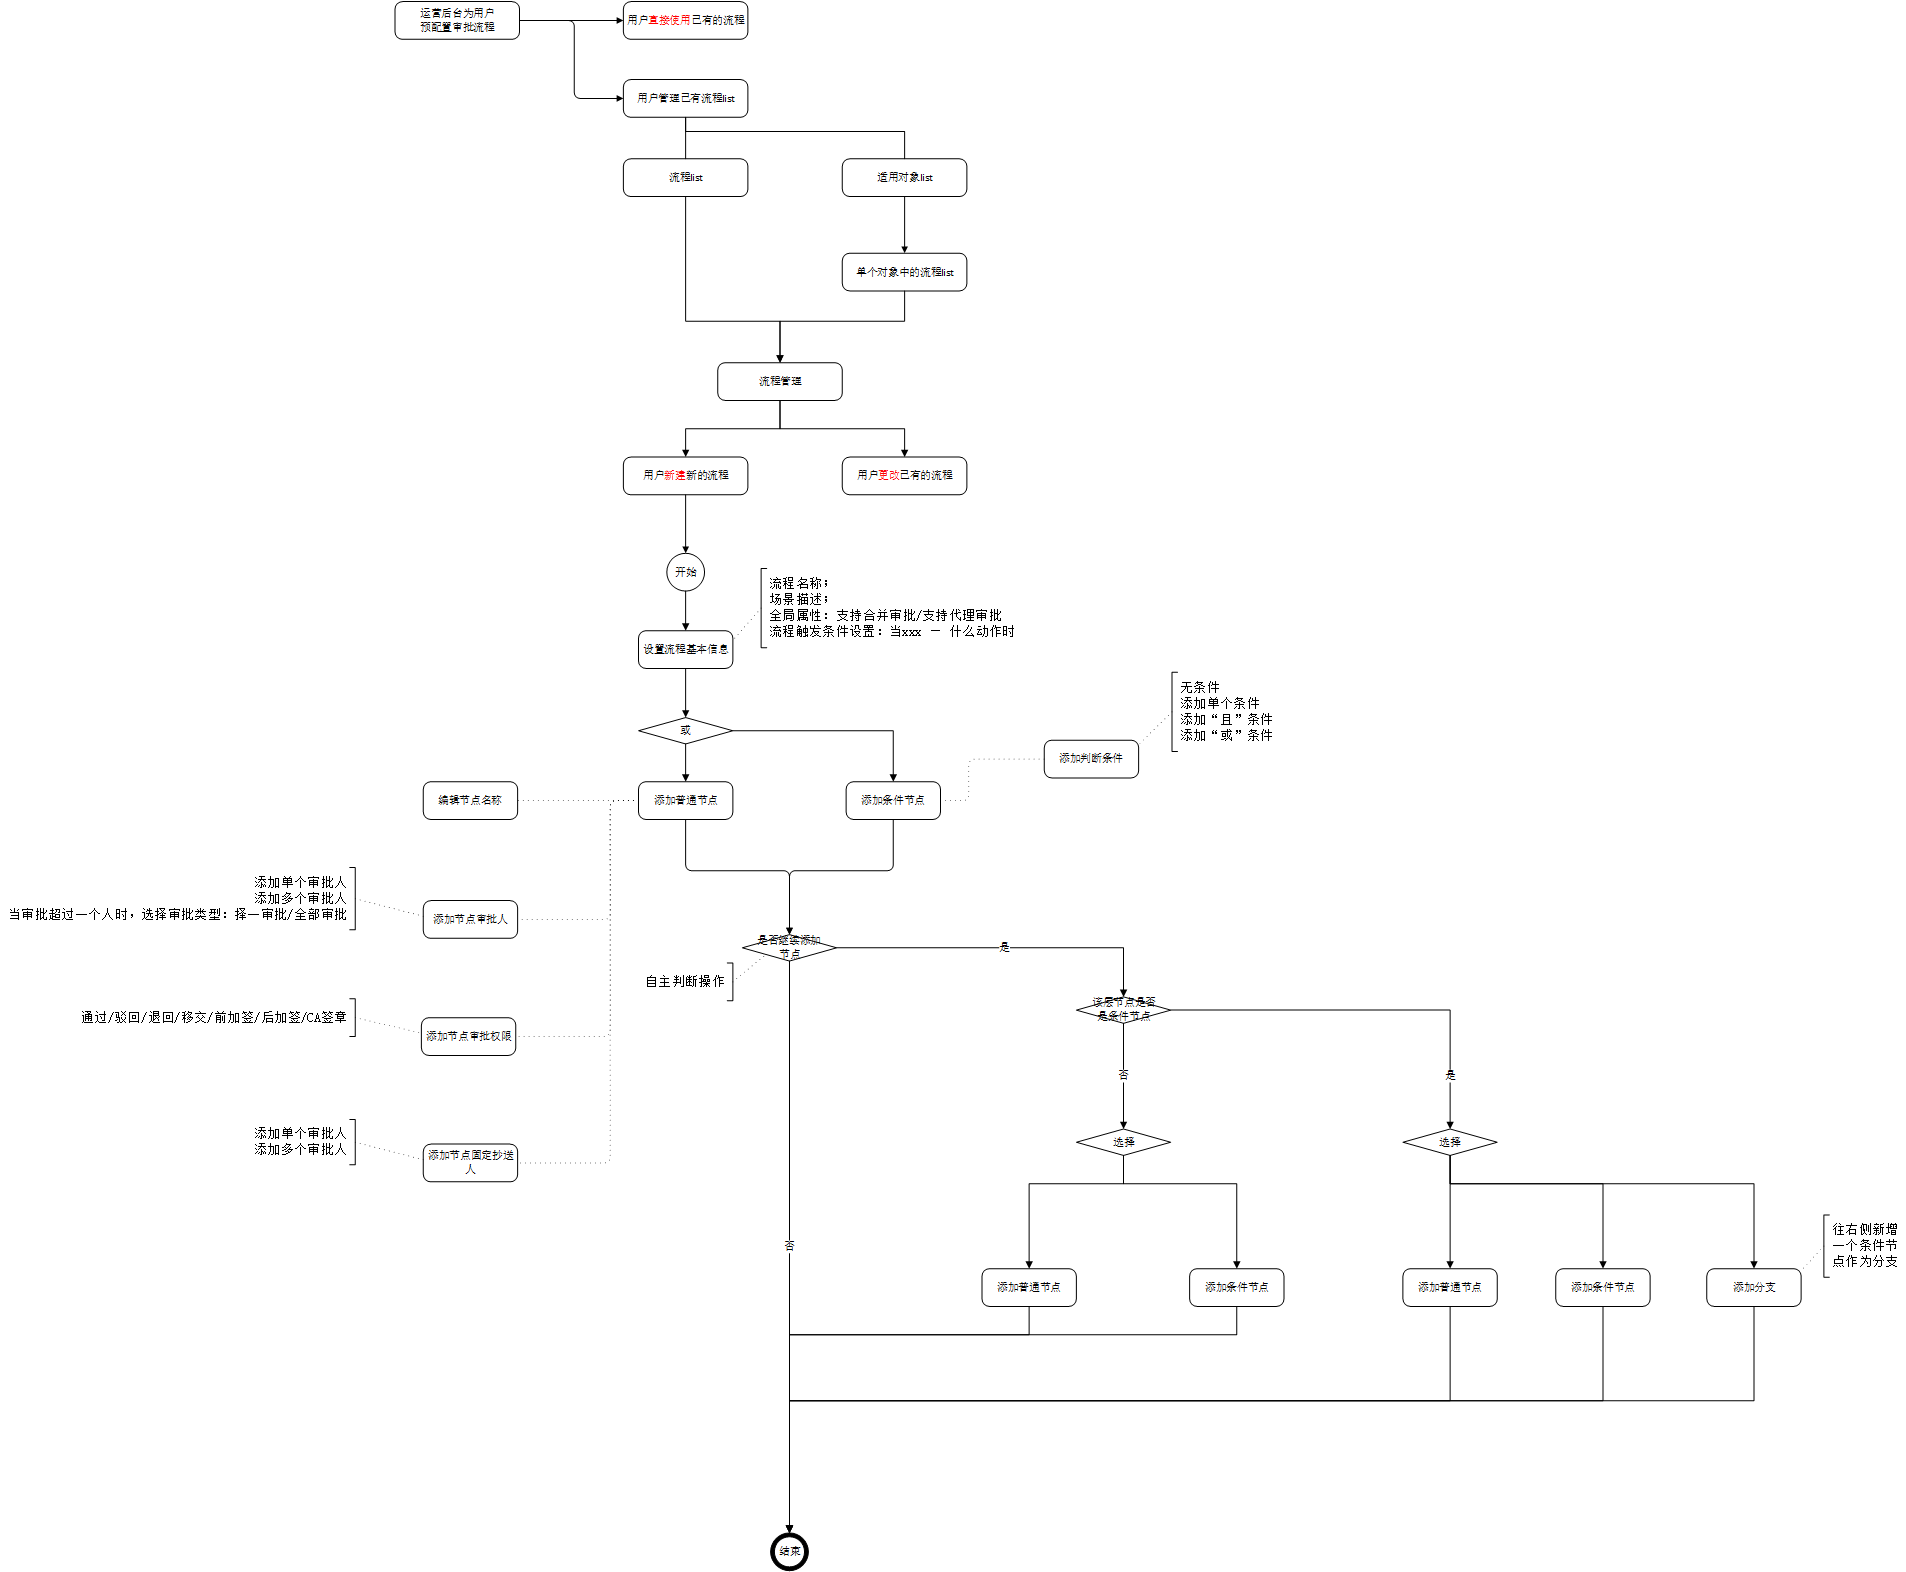 运营后台为用户
预配置审批流程
用户直接使用已有的流程
用户管理已有流程list
流程list
适用对象list
单个对象中的流程list
流程管理
用户新建新的流程
用户更改已有的流程
开始
流程名称；
场景描述；
全局属性：支持合并审批/支持代理审批
流程触发条件设置：当xxx — 什么动作时
设置流程基本信息
无条件
添加单个条件
添加“且”条件
添加“或”条件
或
添加判断条件
编辑节点名称
添加普通节点
添加条件节点
添加单个审批人
添加多个审批人
当审批超过一个人时，选择审批类型：择一审批/全部审批
添加节点审批人
是否继续添加
节点
是
自主判断操作
该层节点是否
是条件节点
通过/驳回/退回/移交/前加签/后加签/CA签章
添加节点审批权限
否
是
添加单个审批人
添加多个审批人
添加节点固定抄送
人
选择
选择
否
往右侧新增
一个条件节
点作为分支
添加普通节点
添加条件节点
添加普通节点
添加条件节点
添加分支
结束